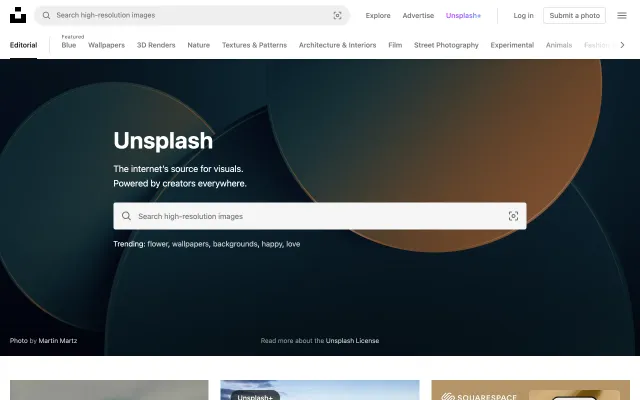 Search high-resolution images
Explore
Advertise
Unsplash+
Log in
Submit a photo
Editorial
Featured
Blue
Wallpapers
3D Renders
Nature
Textures & Patterns
Architecture & Interiors
Film
Street Photography
Experimental
Animals
Fashion
Unsplash
The internet's source for visuals.
Powered by creators everywhere.
Search high-resolution images
Trending: flower, wallpapers, backgrounds, happy, love
Photo by Martin Martz
Read more about the Unsplash License
Unsplash+
SQUARESPACE